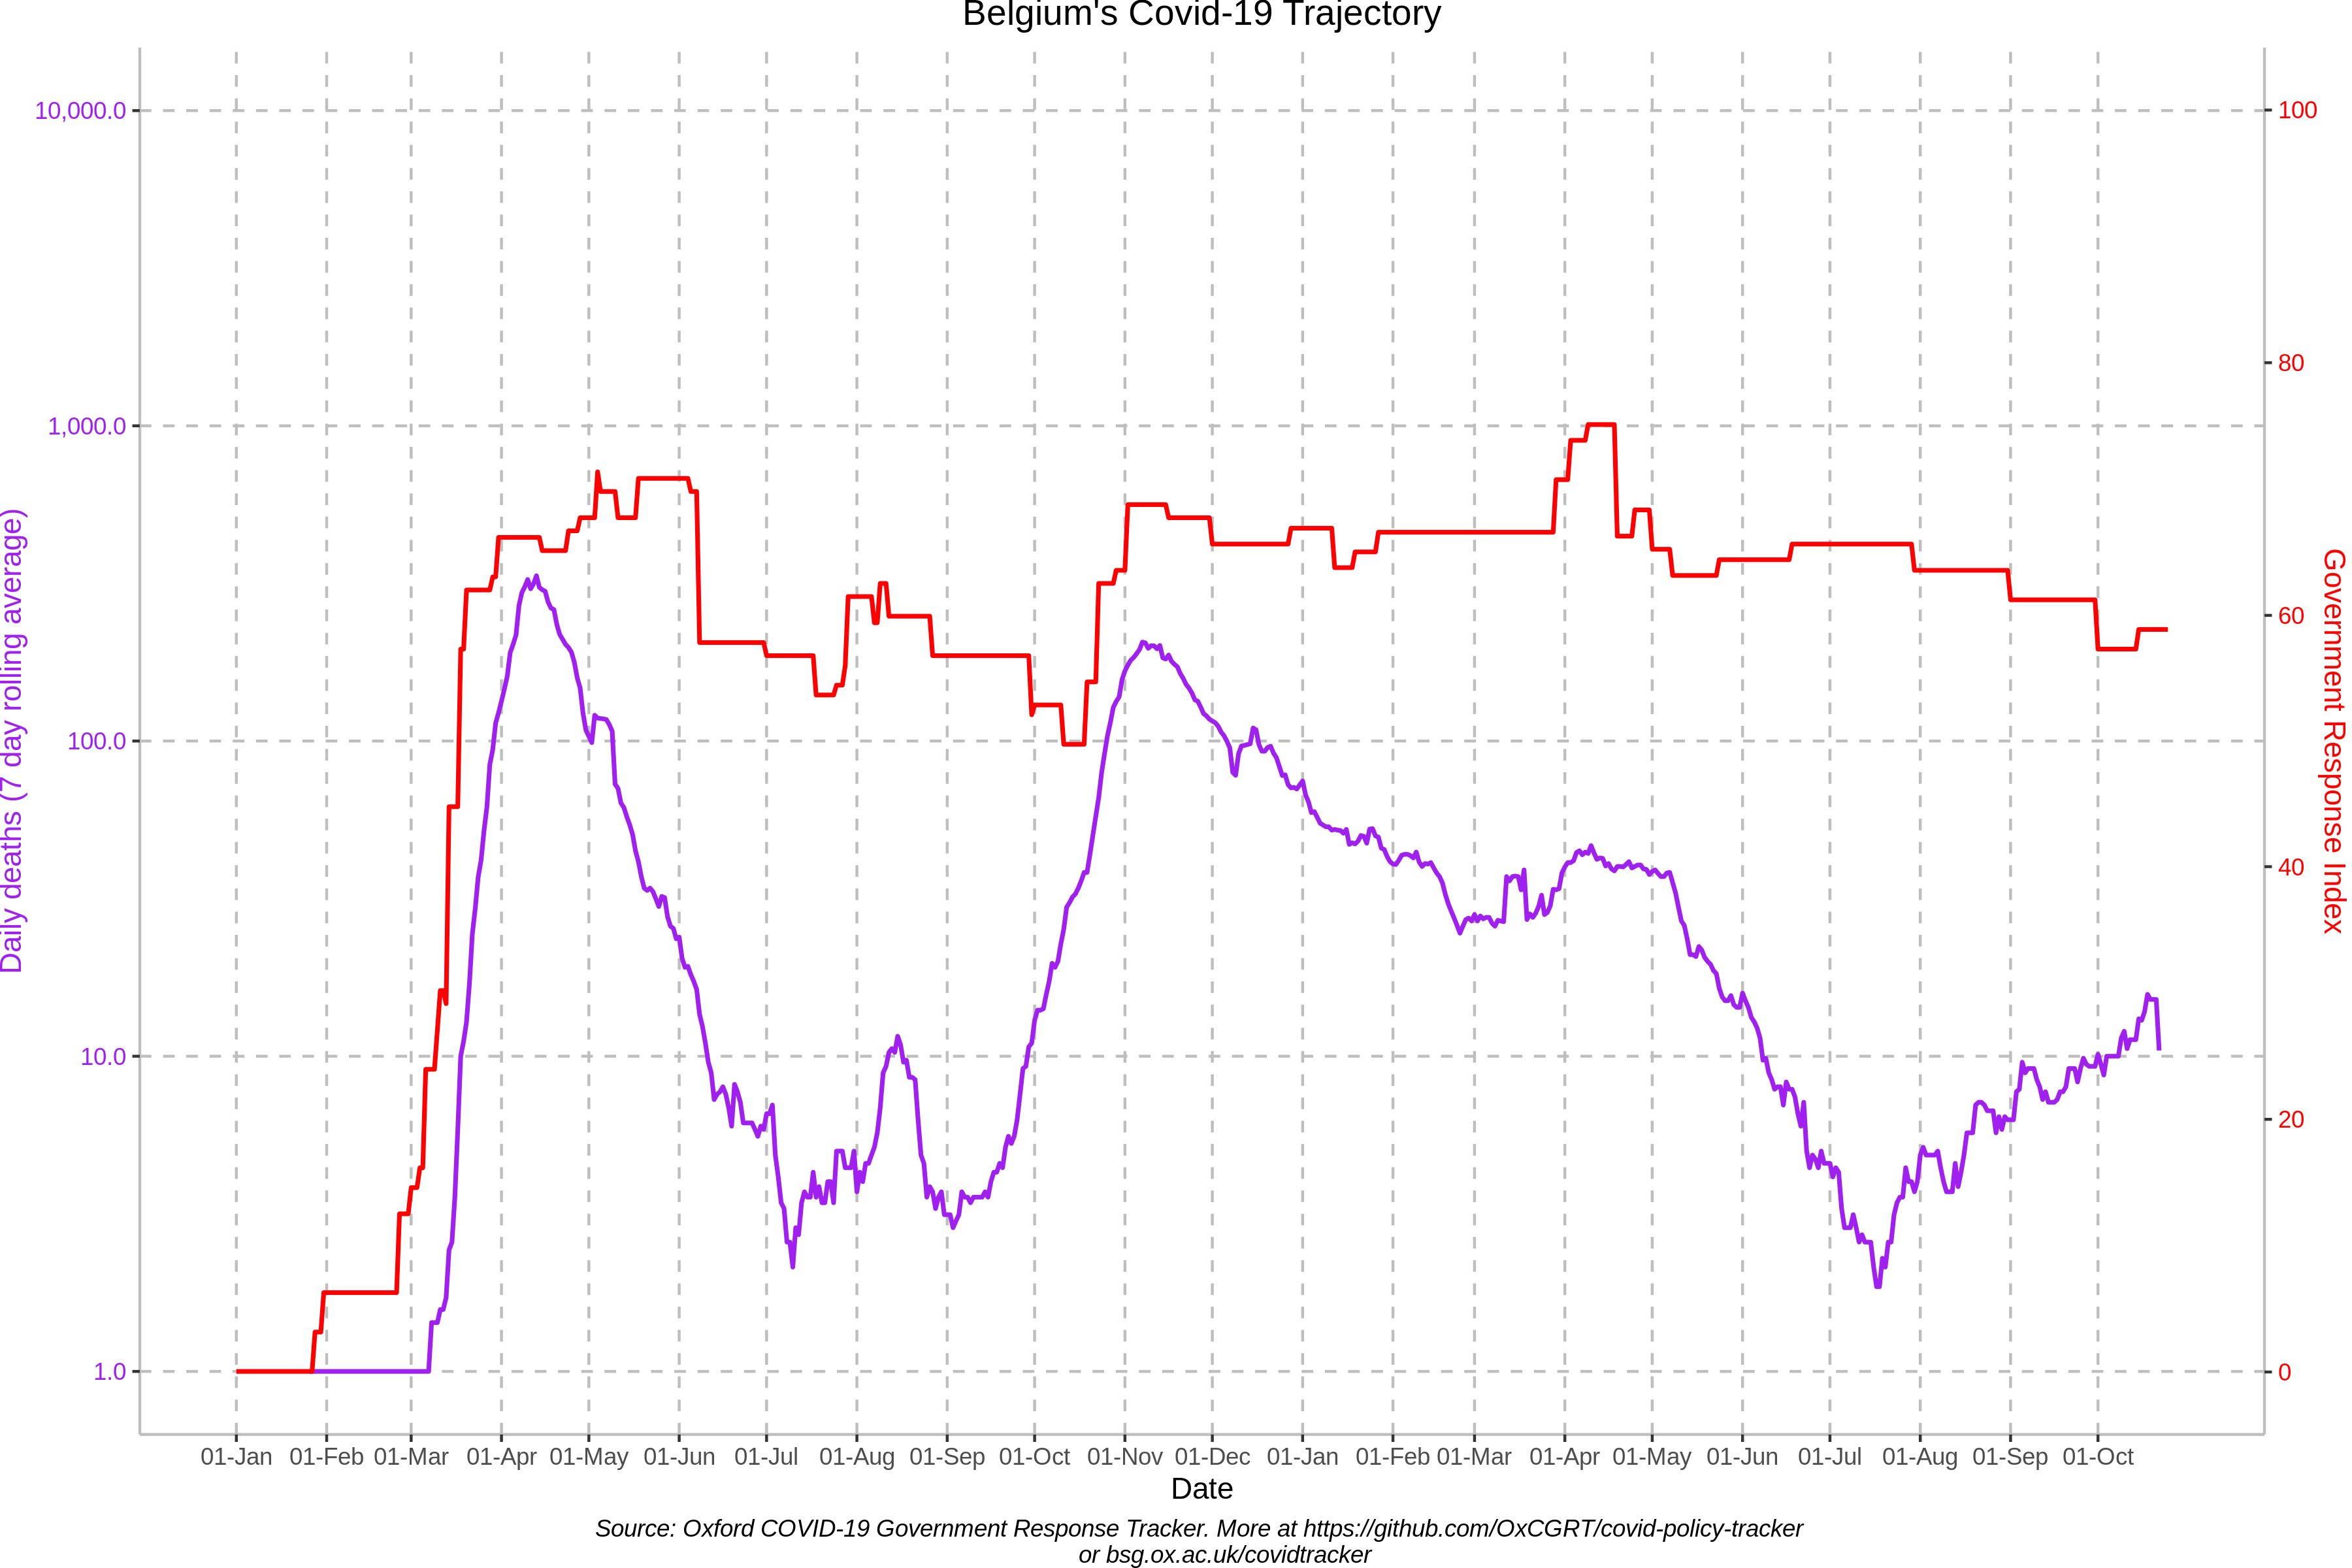 Belgium's Covid-19 Trajectory
10,000.0
1,000.0
100.0
10.0
1.0
Daily deaths (7 day rolling average)
100
80
60
40
20
0
Government Response Index
01-Jan 01-Feb 01-Mar 01-Apr 01-May 01-Jun 01-Jul 01-Aug 01-Sep 01-Oct 01-Nov 01-Dec 01-Jan 01-Feb 01-Mar 01-Apr 01-May 01-Jun 01-Jul 01-Aug 01-Sep 01-Oct
Date
Source: Oxford COVID-19 Government Response Tracker. More at https://github.com/OxCGRT/covid-policy-tracker
or bsg.ox.ac.uk/covidtracker